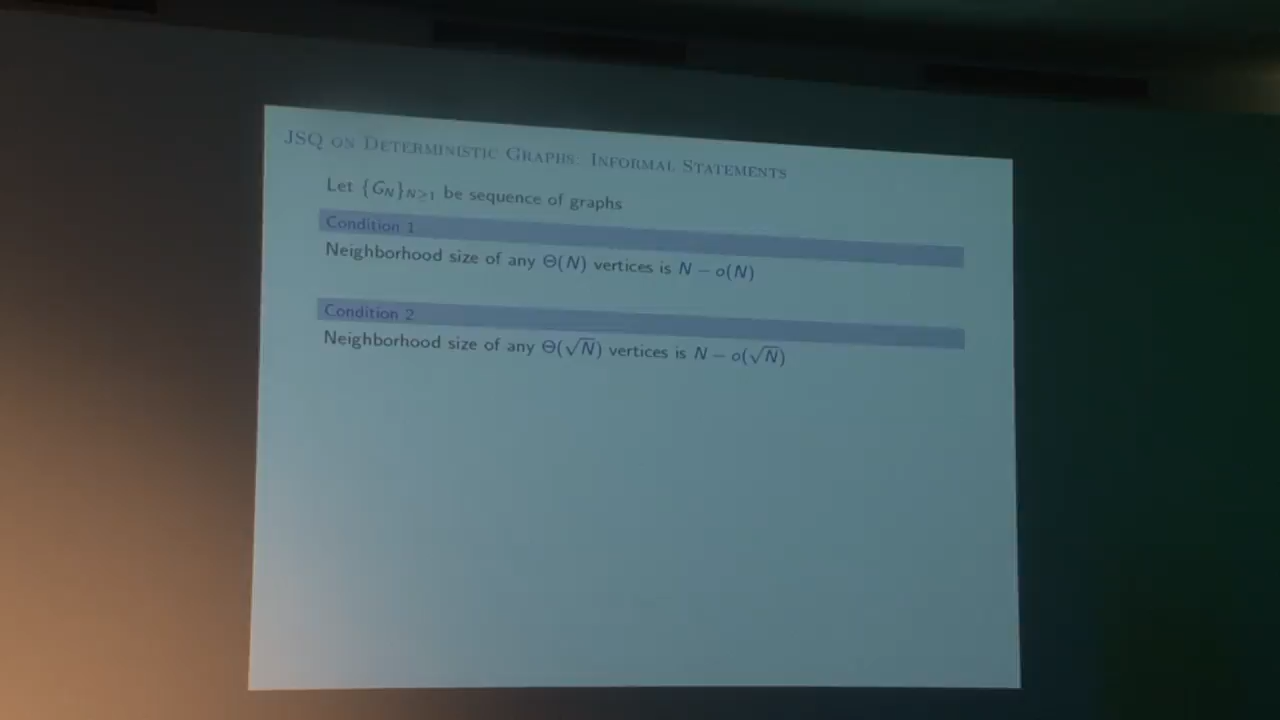 JSQ ON DETERMINISTIC GRAPHS: INFORMAL STATEMENTS
Let {G_N}_{N≥1} be sequence of graphs
Condition 1
Neighborhood size of any Θ(N) vertices is N − o(N)
Condition 2
Neighborhood size of any Θ(√N) vertices is N − o(√N)